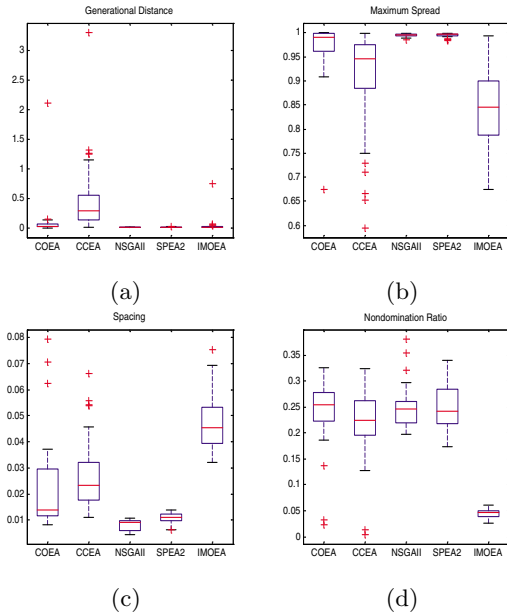 Generational Distance
3
2.5
2
1.5
1
0.5
0
COEA CCEA NSGAII SPEA2 IMOEA
(a)
Maximum Spread
1
0.95
0.9
0.85
0.8
0.75
0.7
0.65
0.6
COEA CCEA NSGAII SPEA2 IMOEA
(b)
Spacing
0.08
0.07
0.06
0.05
0.04
0.03
0.02
0.01
COEA CCEA NSGAII SPEA2 IMOEA
(c)
Nondomination Ratio
0.35
0.3
0.25
0.2
0.15
0.1
0.05
0
COEA CCEA NSGAII SPEA2 IMOEA
(d)